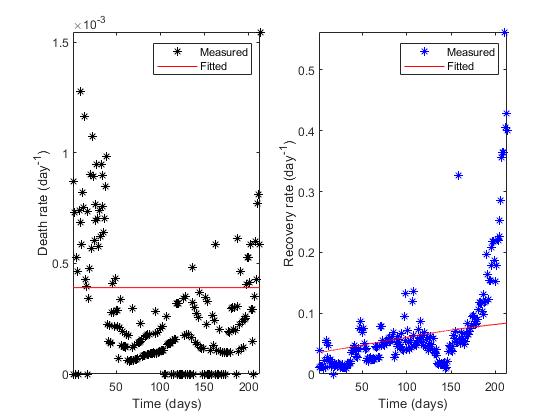 ×10⁻³
1.5
1
0.5
0
Death rate (day⁻¹)
50
100
150
200
Time (days)
Measured
Fitted
0.5
0.4
0.3
0.2
0.1
0
Recovery rate (day⁻¹)
50
100
150
200
Time (days)
Measured
Fitted